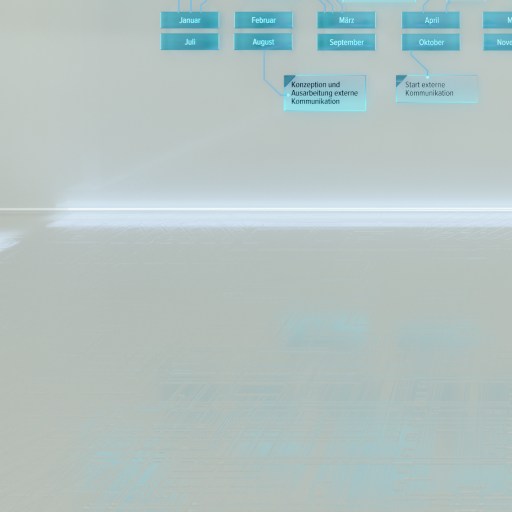 Januar Februar März April
Juli August September Oktober
Konzeption und
Ausarbeitung externe
Kommunikation
Start externe
Kommunikation